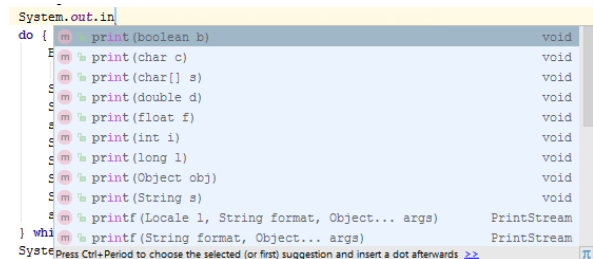 System.out.in
do {
m print(boolean b) void
m print(char c) void
m print(char[] s) void
m print(double d) void
m print(float f) void
m print(int i) void
m print(long l) void
m print(Object obj) void
m print(String s) void
m printf(Locale l, String format, Object... args) PrintStream
} whi
m printf(String format, Object... args) PrintStream
Syste
Press Ctrl+Period to choose the selected (or first) suggestion and insert a dot afterwards >>
π